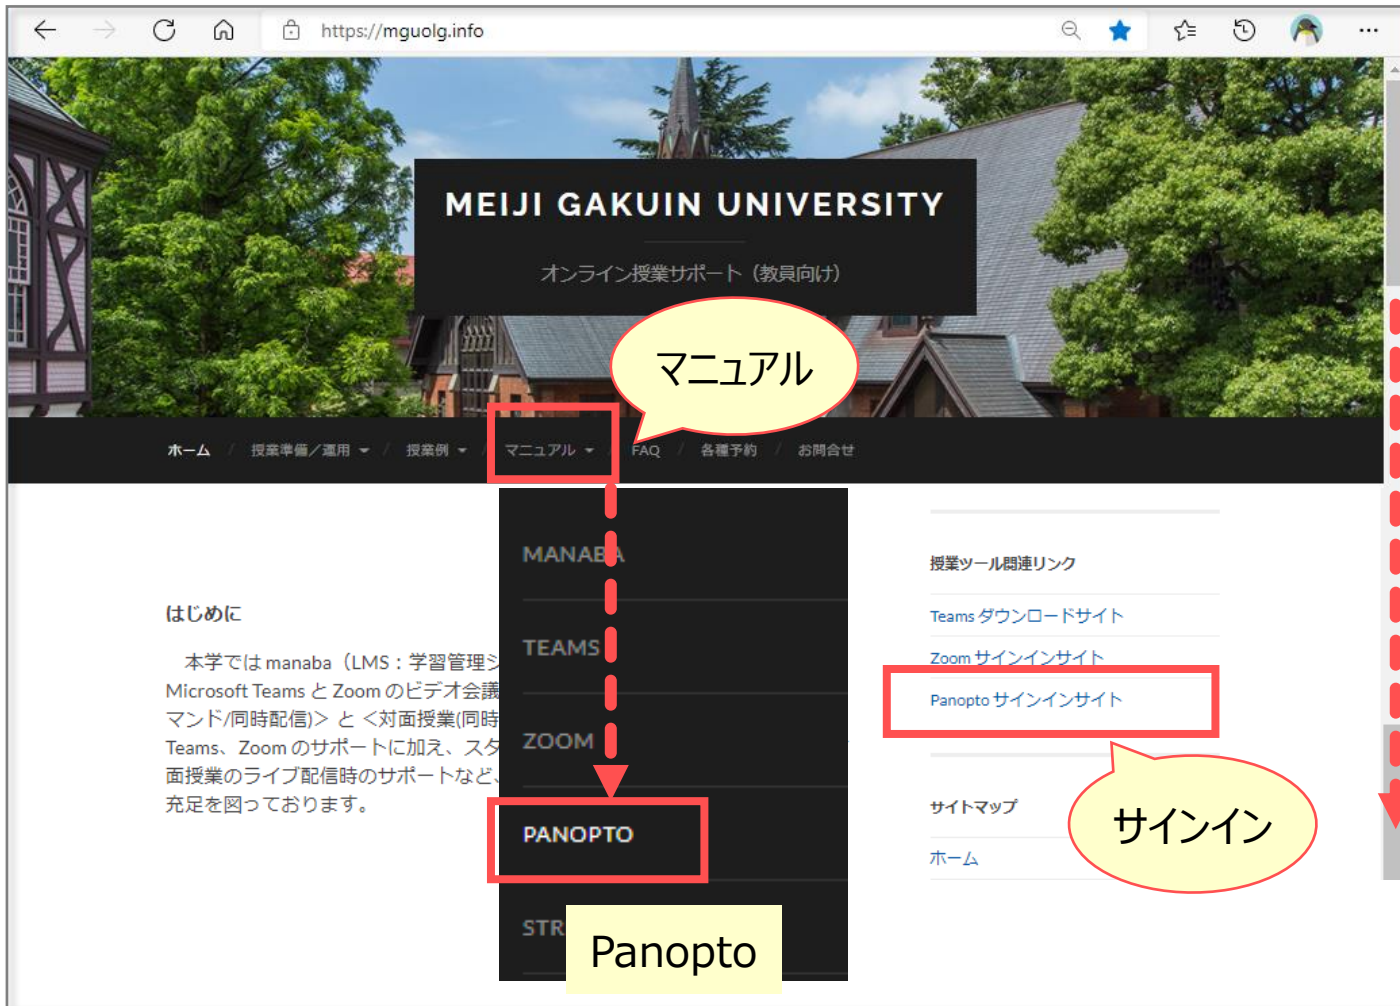 https://mguolg.info
MEIJI GAKUIN UNIVERSITY
オンライン授業サポート（教員向け）
マニュアル
ホーム / 授業準備／運用 / 授業例 / マニュアル / FAQ / 各種予約 / お問合せ
はじめに
本学では manaba（LMS：学習管理シ
Microsoft Teams と Zoom のビデオ会議
マンド/同時配信)> と <対面授業(同時
Teams、Zoom のサポートに加え、スタ
面授業のライブ配信時のサポートなど、
充足を図っております。
MANABA
TEAMS
ZOOM
PANOPTO
STR
Panopto
授業ツール関連リンク
Teams ダウンロードサイト
Zoom サインインサイト
Panopto サインインサイト
サインイン
サイトマップ
ホーム